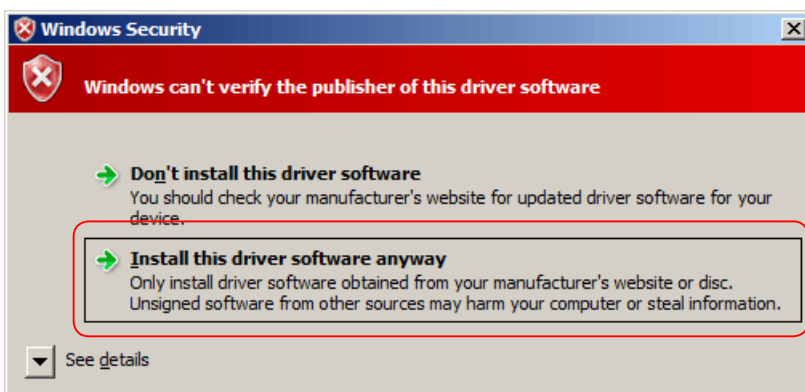 Windows Security
Windows can't verify the publisher of this driver software
Don't install this driver software
You should check your manufacturer's website for updated driver software for your
device.
Install this driver software anyway
Only install driver software obtained from your manufacturer's website or disc.
Unsigned software from other sources may harm your computer or steal information.
See details